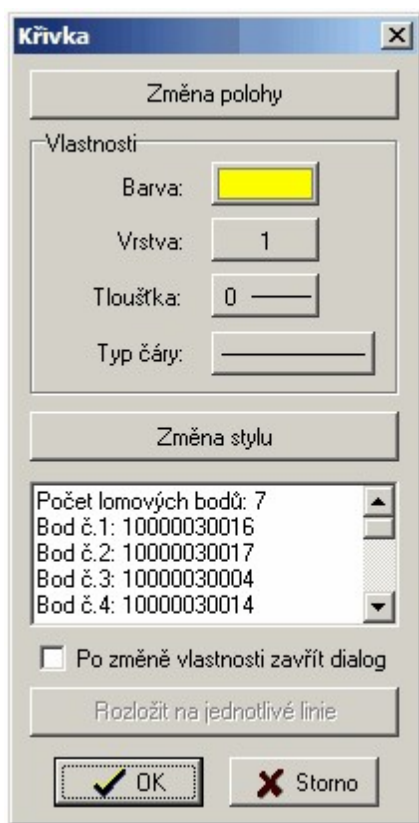 Křivka
Změna polohy
Vlastnosti
Barva:
Vrstva: 1
Tloušťka: 0
Typ čáry:
Změna stylu
Počet lomových bodů: 7
Bod č.1: 10000030016
Bod č.2: 10000030017
Bod č.3: 10000030004
Bod č.4: 10000030014
Po změně vlastnosti zavřít dialog
Rozložit na jednotlivé linie
OK Storno